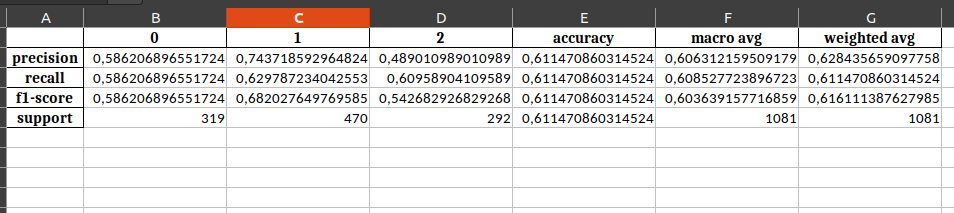 A B C D E F G
0 1 2 accuracy macro avg weighted avg
precision 0,586206896551724 0,743718592964824 0,489010989010989 0,611470860314524 0,606312159509179 0,628435659097758
recall 0,586206896551724 0,629787234042553 0,60958904109589 0,611470860314524 0,608527723896723 0,611470860314524
f1-score 0,586206896551724 0,682027649769585 0,542682926829268 0,611470860314524 0,603639157716859 0,616111387627985
support 319 470 292 0,611470860314524 1081 1081